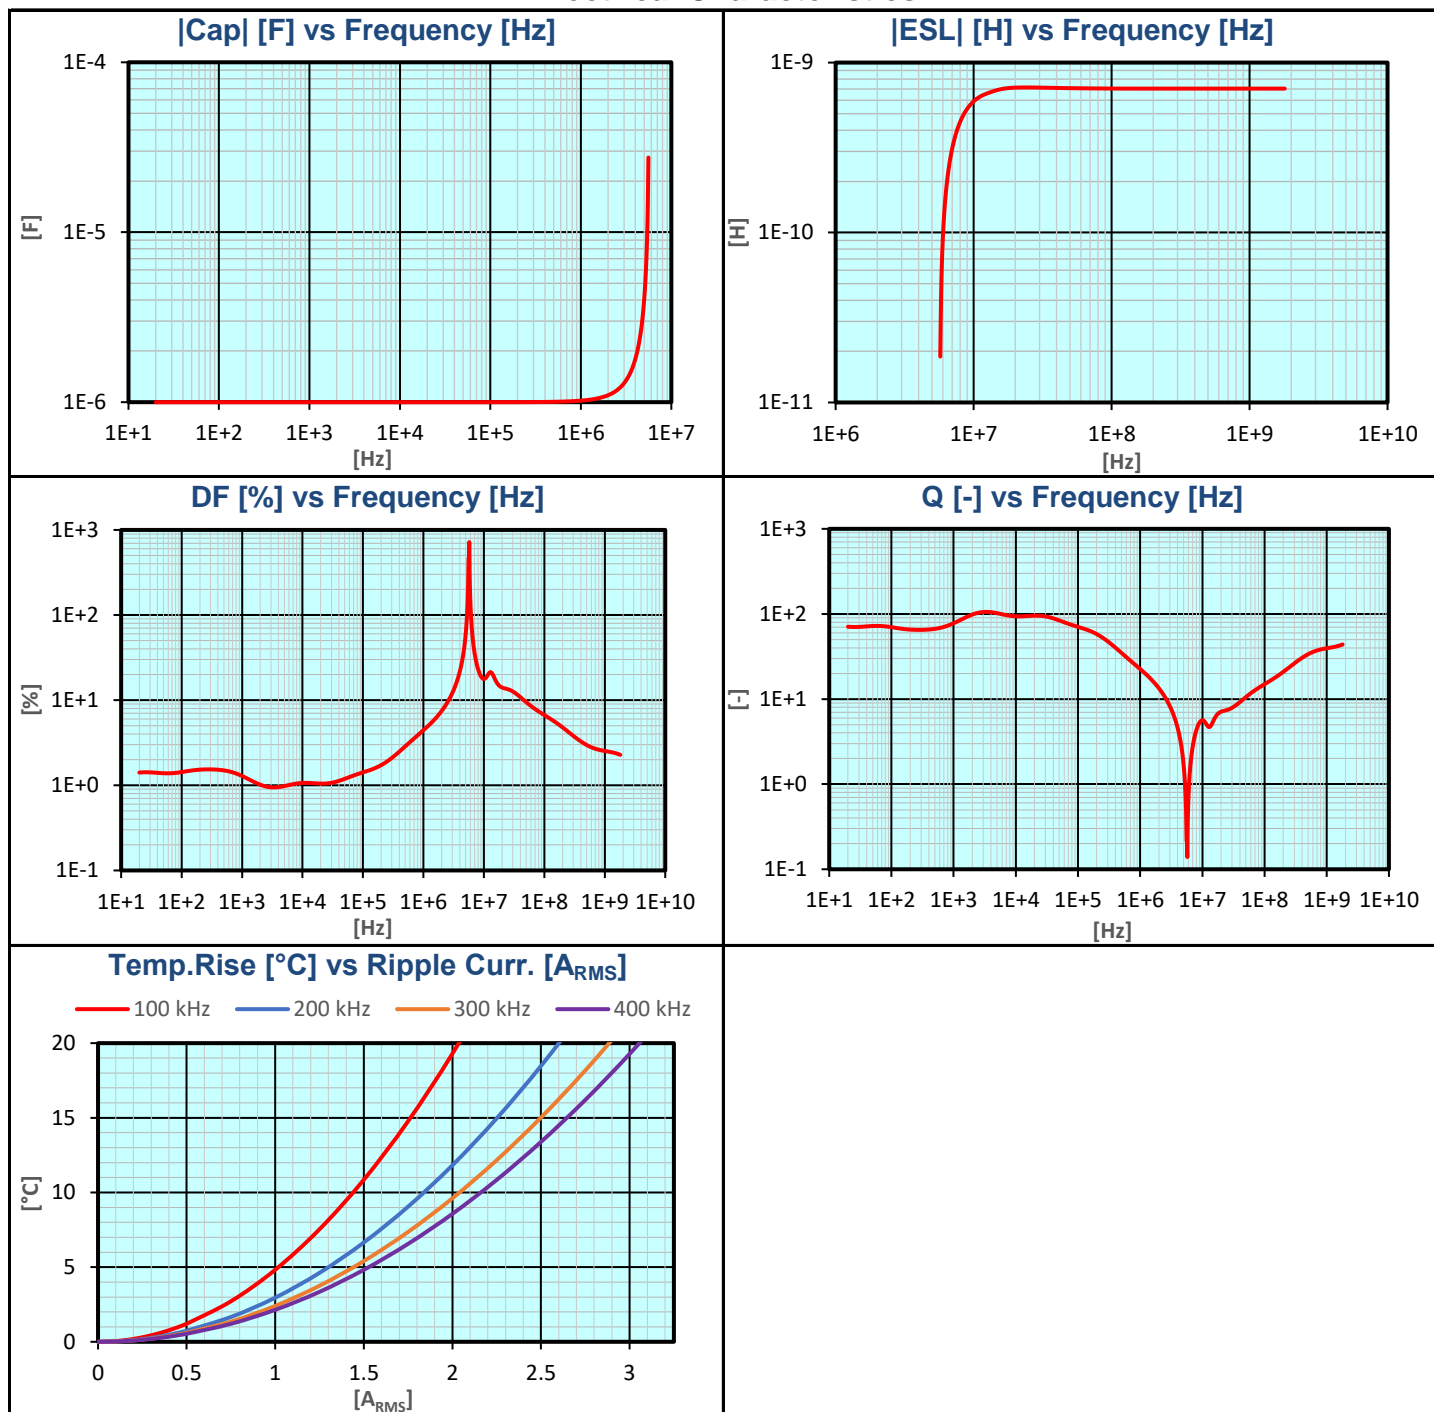 |Cap| [F] vs Frequency [Hz]
1E-4
1E-5
1E-6
[F]
1E+1 1E+2 1E+3 1E+4 1E+5 1E+6 1E+7
[Hz]
|ESL| [H] vs Frequency [Hz]
1E-9
1E-10
1E-11
[H]
1E+6 1E+7 1E+8 1E+9 1E+10
[Hz]
DF [%] vs Frequency [Hz]
1E+3
1E+2
1E+1
1E+0
1E-1
[%]
1E+1 1E+2 1E+3 1E+4 1E+5 1E+6 1E+7 1E+8 1E+9 1E+10
[Hz]
Q [-] vs Frequency [Hz]
1E+3
1E+2
1E+1
1E+0
1E-1
[-]
1E+1 1E+2 1E+3 1E+4 1E+5 1E+6 1E+7 1E+8 1E+9 1E+10
[Hz]
Temp.Rise [°C] vs Ripple Curr. [ARMS]
100 kHz 200 kHz 300 kHz 400 kHz
20
15
10
5
0
[°C]
0 0.5 1 1.5 2 2.5 3
[ARMS]